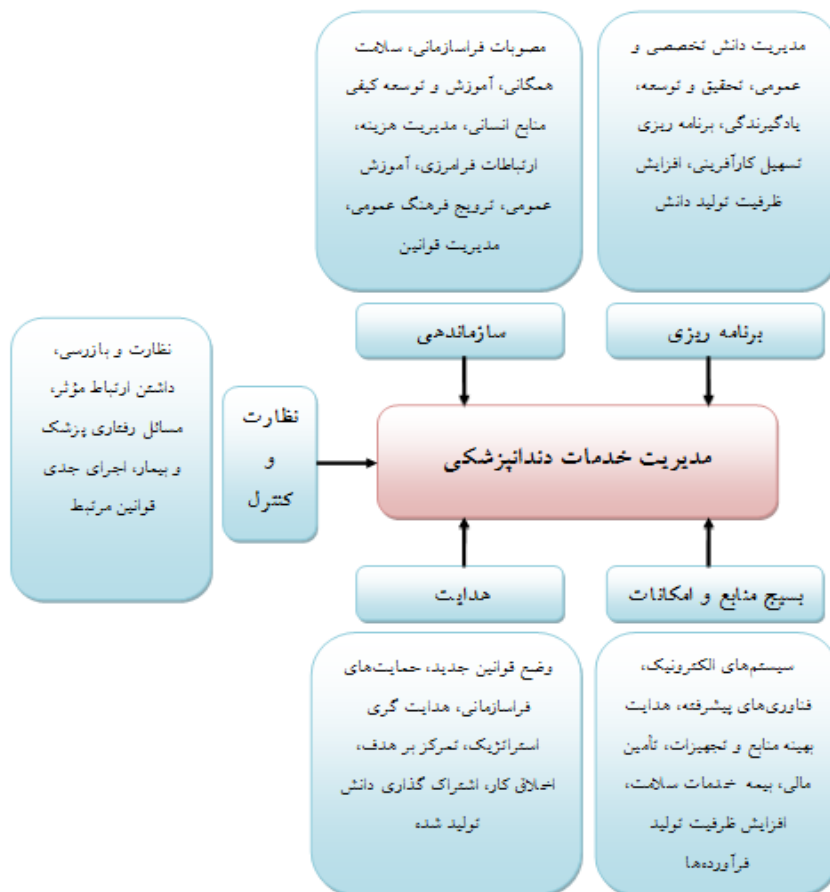 مدیریت دانش تخصصی و
عمومی، تحقیق و توسعه،
یادگیرندگی، برنامه ریزی
تسهیل کارآفرینی، افزایش
ظرفیت تولید دانش
مصوبات فراسازمانی، سلامت
همگانی، آموزش و توسعه کیفی
منابع انسانی، مدیریت هزینه،
ارتباطات فرامرزی، آموزش
عمومی، ترویج فرهنگ عمومی،
مدیریت قوانین
برنامه ریزی
سازماندهی
مدیریت خدمات دندانپزشکی
نظارت
و
کنترل
نظارت و بازرسی،
داشتن ارتباط مؤثر،
مسائل رفتاری پزشک
و بیمار، اجرای جدی
قوانین مرتبط
بسیج منابع و امکانات
هدایت
سیستم‌های الکترونیک،
فناوری‌های پیشرفته، هدایت
بهینه منابع و تجهیزات، تأمین
مالی، بیمه خدمات سلامت،
افزایش ظرفیت تولید
فرآورده‌ها
وضع قوانین جدید، حمایت‌های
فراسازمانی، هدایت گری
استراتژیک، تمرکز بر هدف،
اخلاق کار، اشتراک گذاری دانش
تولید شده